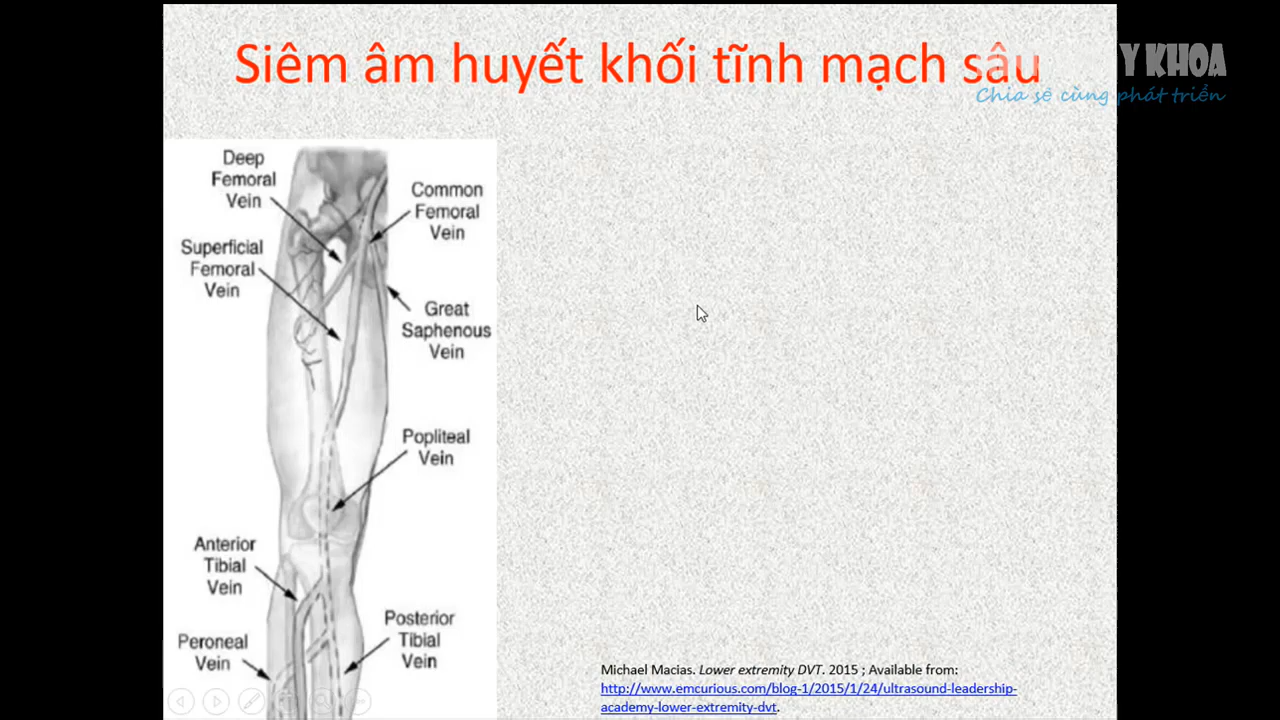 Siêm âm huyết khối tĩnh mạch sâu
Y KHOA
Chia sẻ cùng phát triển
Deep
Femoral
Vein
Common
Femoral
Vein
Superficial
Femoral
Vein
Great
Saphenous
Vein
Popliteal
Vein
Anterior
Tibial
Vein
Posterior
Tibial
Vein
Peroneal
Vein
Michael Macias. Lower extremity DVT. 2015 ; Available from:
http://www.emcurious.com/blog-1/2015/1/24/ultrasound-leadership-
academy-lower-extremity-dvt.